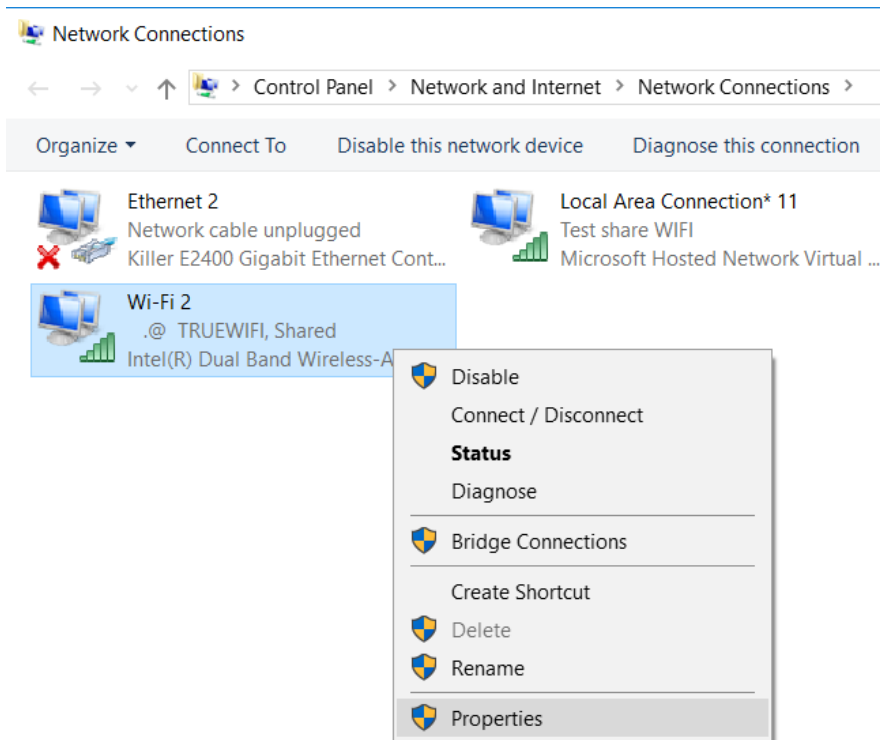 Network Connections
Control Panel > Network and Internet > Network Connections >
Organize Connect To Disable this network device Diagnose this connection
Ethernet 2
Network cable unplugged
Killer E2400 Gigabit Ethernet Cont...
Local Area Connection* 11
Test share WIFI
Microsoft Hosted Network Virtual ...
Wi-Fi 2
.@ TRUEWIFI, Shared
Intel(R) Dual Band Wireless-A
Disable
Connect / Disconnect
Status
Diagnose
Bridge Connections
Create Shortcut
Delete
Rename
Properties